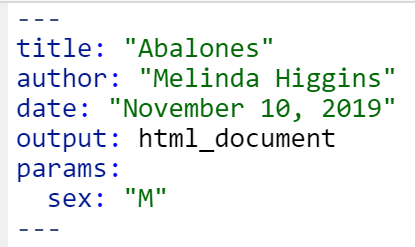 ---
title: "Abalones"
author: "Melinda Higgins"
date: "November 10, 2019"
output: html_document
params:
  sex: "M"
---